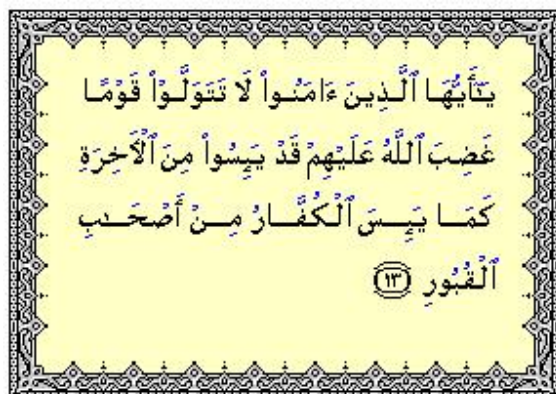 يَـٰٓأَيُّهَا ٱلَّذِينَ ءَامَنُوا۟ لَا تَتَوَلَّوْا۟ قَوْمًا
غَضِبَ ٱللَّهُ عَلَيْهِمْ قَدْ يَئِسُوا۟ مِنَ ٱلْـَٔاخِرَةِ
كَمَا يَئِسَ ٱلْكُفَّارُ مِنْ أَصْحَـٰبِ
ٱلْقُبُورِ ١٣